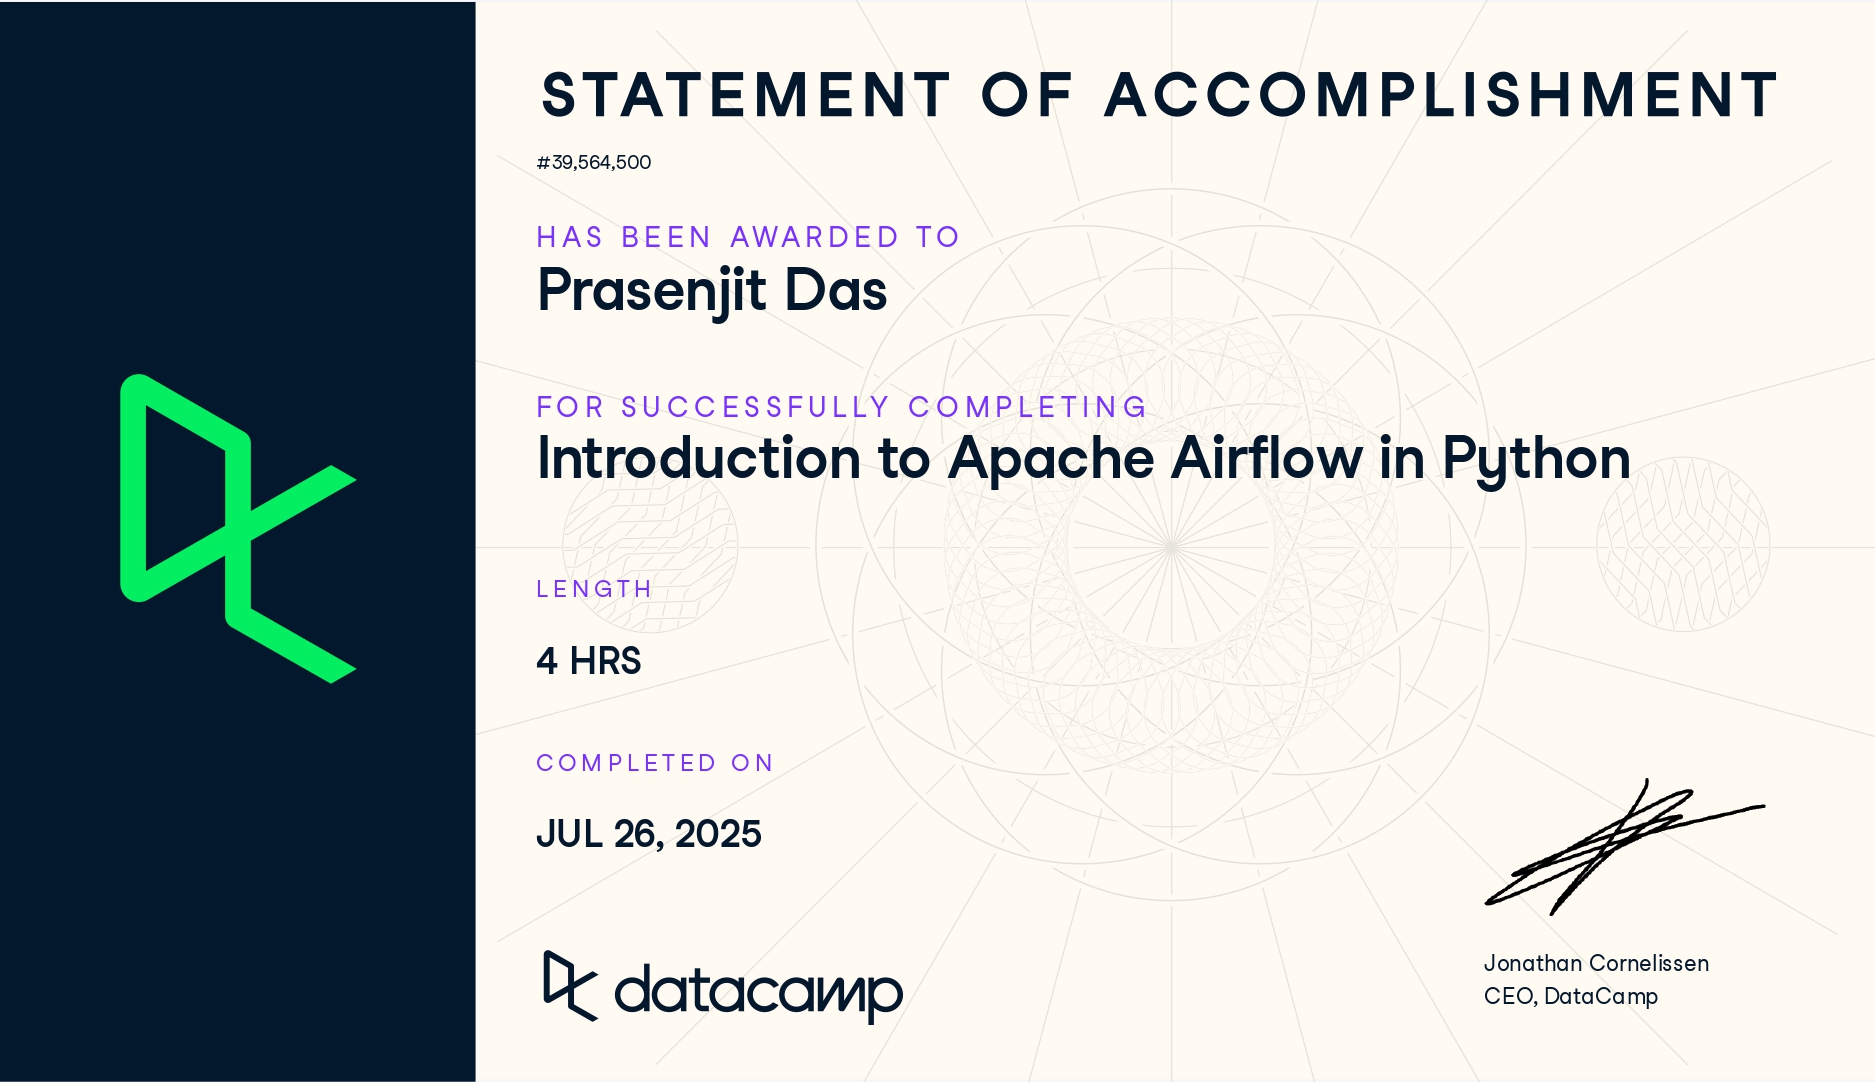 STATEMENT OF ACCOMPLISHMENT
#39,564,500
HAS BEEN AWARDED TO
Prasenjit Das
FOR SUCCESSFULLY COMPLETING
Introduction to Apache Airflow in Python
LENGTH
4 HRS
COMPLETED ON
JUL 26, 2025
datacamp
Jonathan Cornelissen
CEO, DataCamp